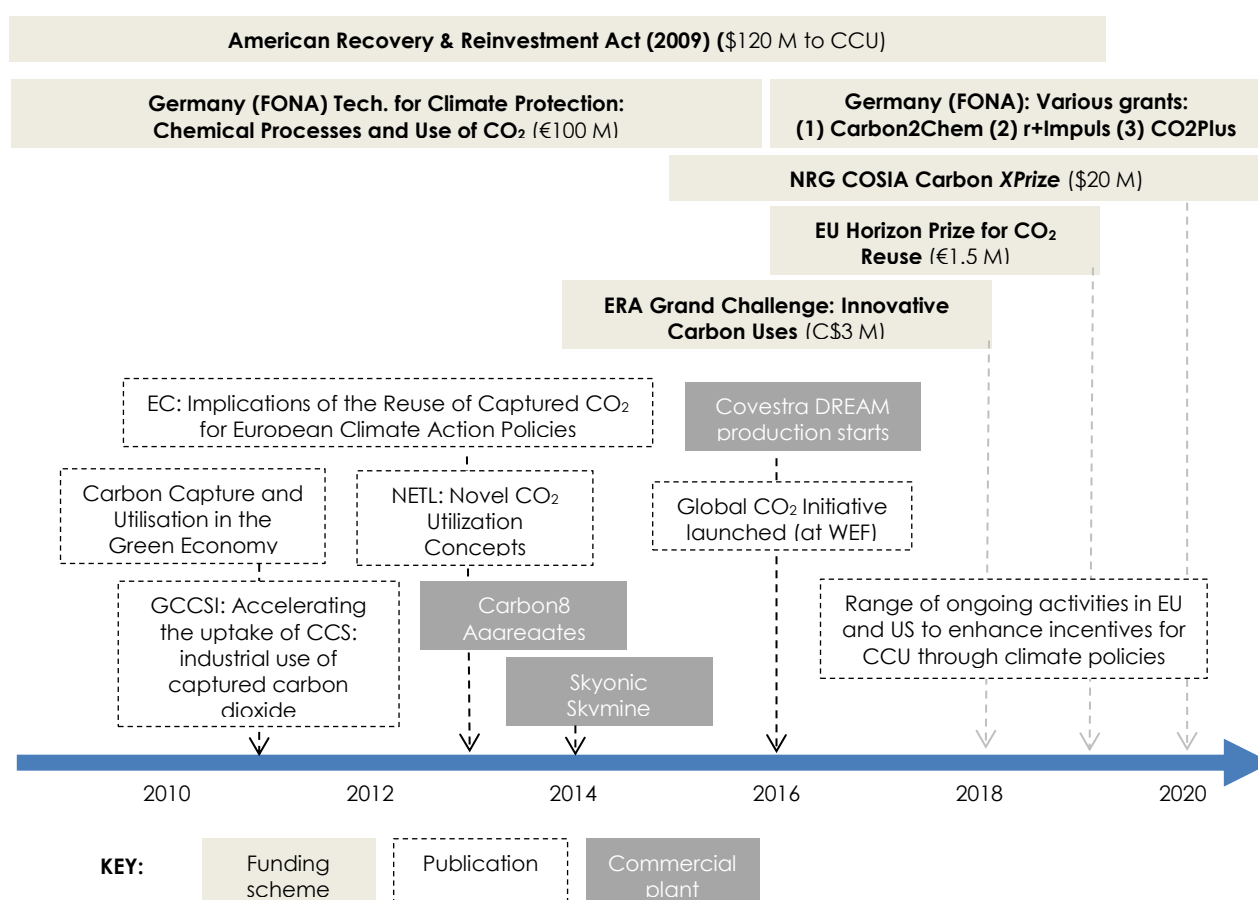 American Recovery & Reinvestment Act (2009) ($120 M to CCU)
Germany (FONA) Tech. for Climate Protection:
Chemical Processes and Use of CO₂ (€100 M)
Germany (FONA): Various grants:
(1) Carbon2Chem (2) r+Impuls (3) CO2Plus
NRG COSIA Carbon XPrize ($20 M)
EU Horizon Prize for CO₂
Reuse (€1.5 M)
ERA Grand Challenge: Innovative
Carbon Uses (C$3 M)
EC: Implications of the Reuse of Captured CO₂
for European Climate Action Policies
Covestra DREAM
production starts
Carbon Capture and
Utilisation in the
Green Economy
NETL: Novel CO₂
Utilization
Concepts
Global CO₂ Initiative
launched (at WEF)
GCCSI: Accelerating
the uptake of CCS:
industrial use of
captured carbon
dioxide
Carbon8
Aggregates
Skyonic
Skymine
Range of ongoing activities in EU
and US to enhance incentives for
CCU through climate policies
2010
2012
2014
2016
2018
2020
KEY:
Funding
scheme
Publication
Commercial
plant